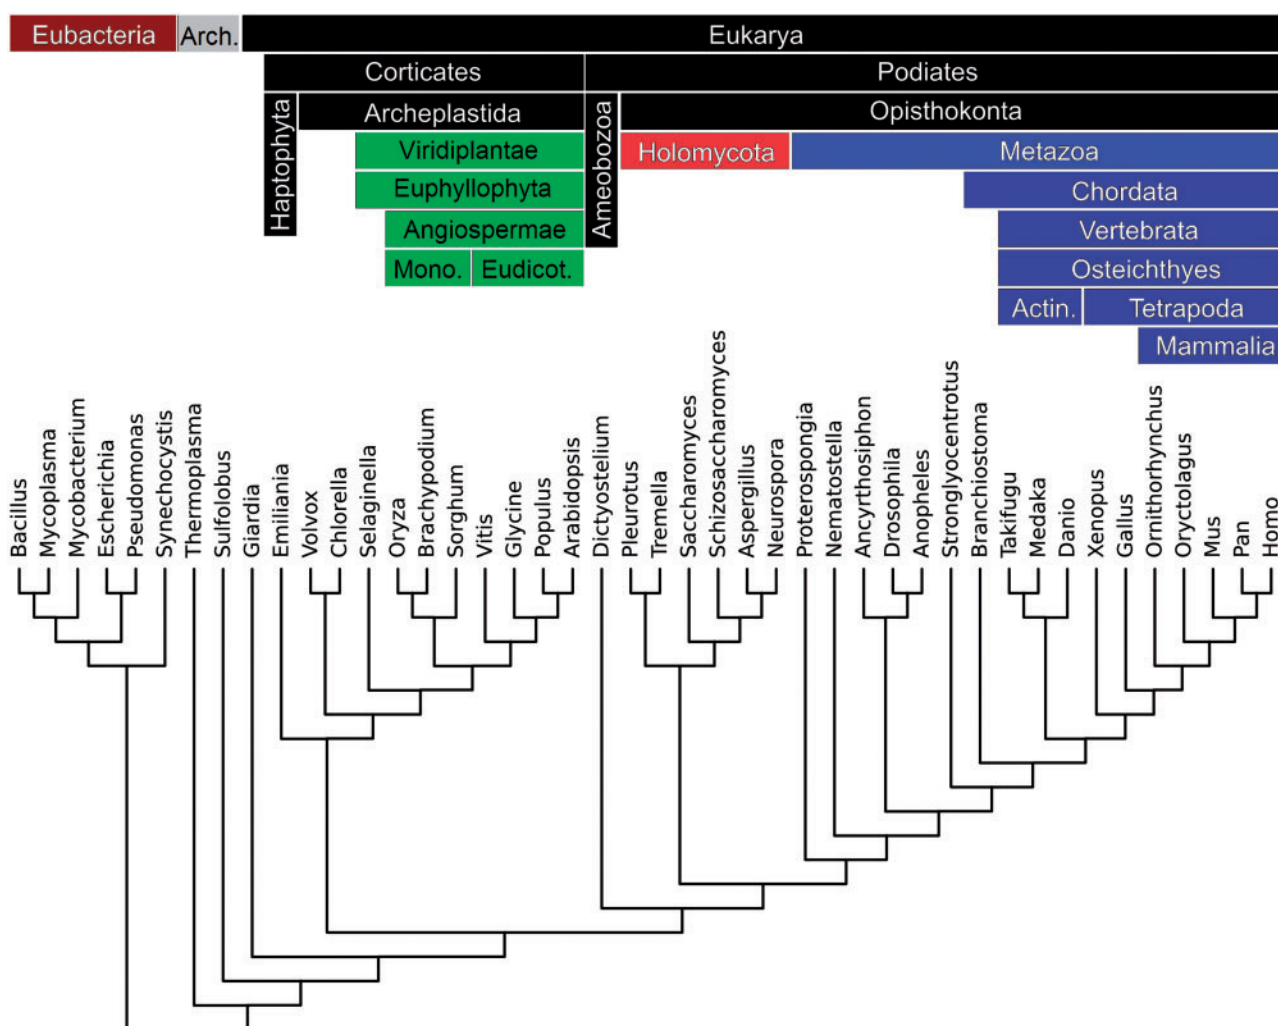 Eubacteria Arch. Eukarya
Corticates Podiates
Haptophyta Archeplastida Ameobozoa Opisthokonta
Viridiplantae Holomycota Metazoa
Euphyllophyta Chordata
Angiospermae Vertebrata
Mono. Eudicot. Osteichthyes
Actin. Tetrapoda
Mammalia
Bacillus
Mycoplasma
Mycobacterium
Escherichia
Pseudomonas
Synechocystis
Thermoplasma
Sulfolobus
Giardia
Emiliania
Volvox
Chlorella
Selaginella
Oryza
Brachypodium
Sorghum
Vitis
Glycine
Populus
Arabidopsis
Dictyostelium
Pleurotus
Tremella
Saccharomyces
Schizosaccharomyces
Aspergillus
Neurospora
Proterospongia
Nematostella
Ancyrthosiphon
Drosophila
Anopheles
Stronglyocentrotus
Branchiostoma
Takifugu
Medaka
Danio
Xenopus
Gallus
Ornithorhynchus
Oryctolagus
Mus
Pan
Homo